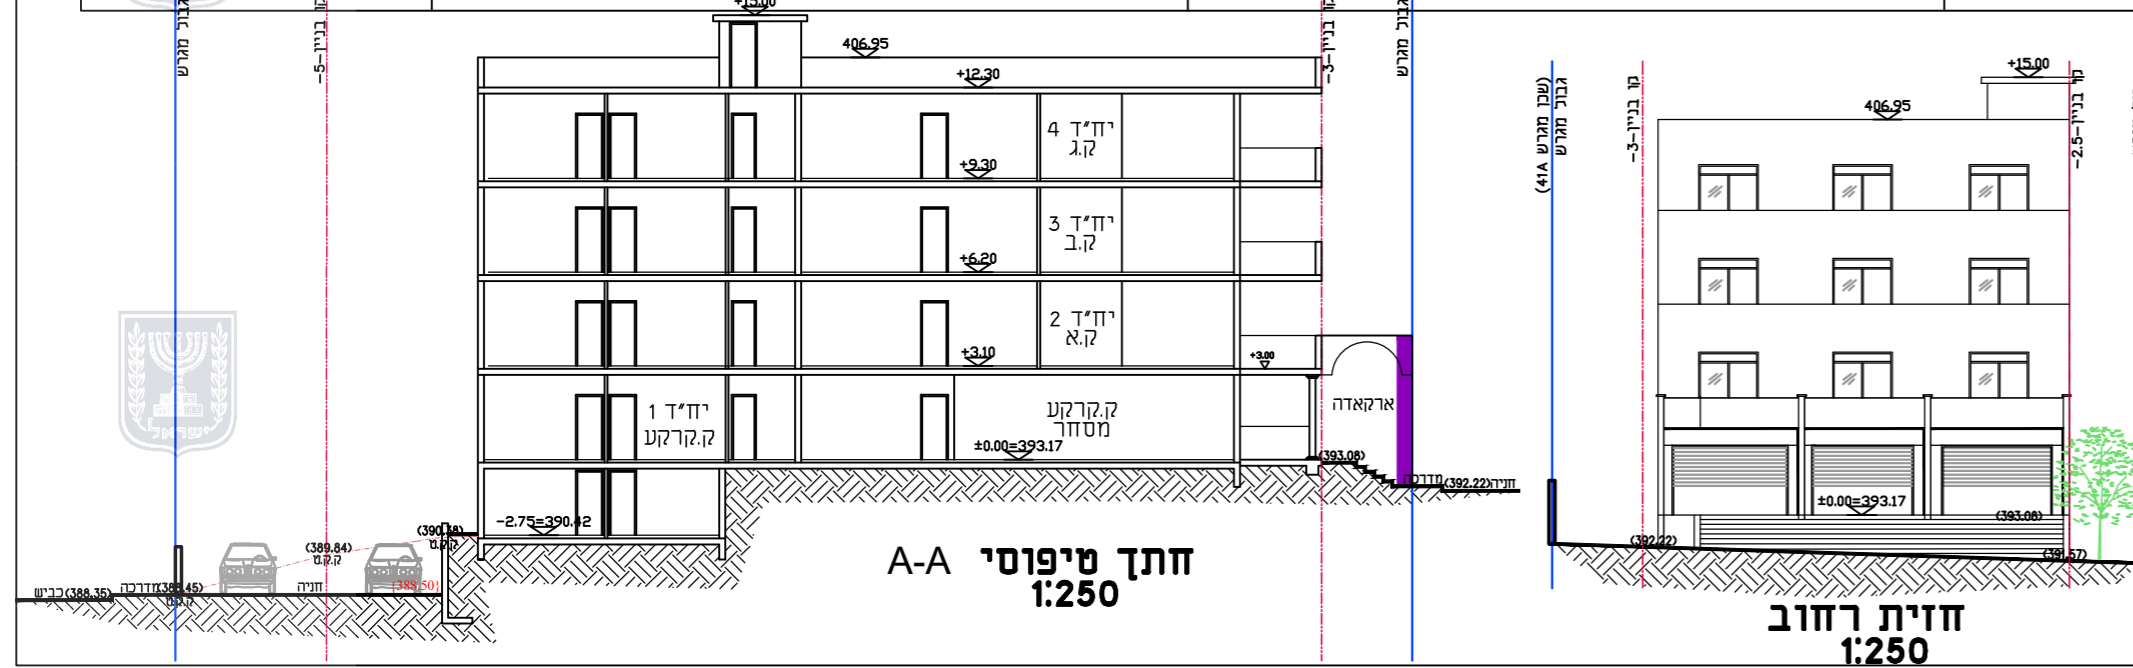 גבול מגרש
קו בניין-5-
+15.00
406.95
+12.30
קו בניין-3-
גבול מגרש
יח"ד 4
ק.ג
+9.30
יח"ד 3
ק.ב
+6.20
יח"ד 2
ק.א
+3.10
+3.00
יח"ד 1
ק.קרקע
ק.קרקע
מסחר
±0.00=393.17
ארקאדה
(393.08)
מדרכה
(392.22)חניה
-2.75=390.42
(390.38)
ק.ק.ט
(389.84)
ק.ק.ט
(388.50)
חניה
מדרכה(388.45)
ק.ק.ט
כביש(388.35)
ישראל
חתך טיפוסי A-A
1:250
גבול מגרש
(שכן מגרש 41A)
קו בניין-3-
+15.00
406.95
קו בניין-2.5-
±0.00=393.17
(393.08)
(392.22)
(391.57)
חזית רחוב
1:250